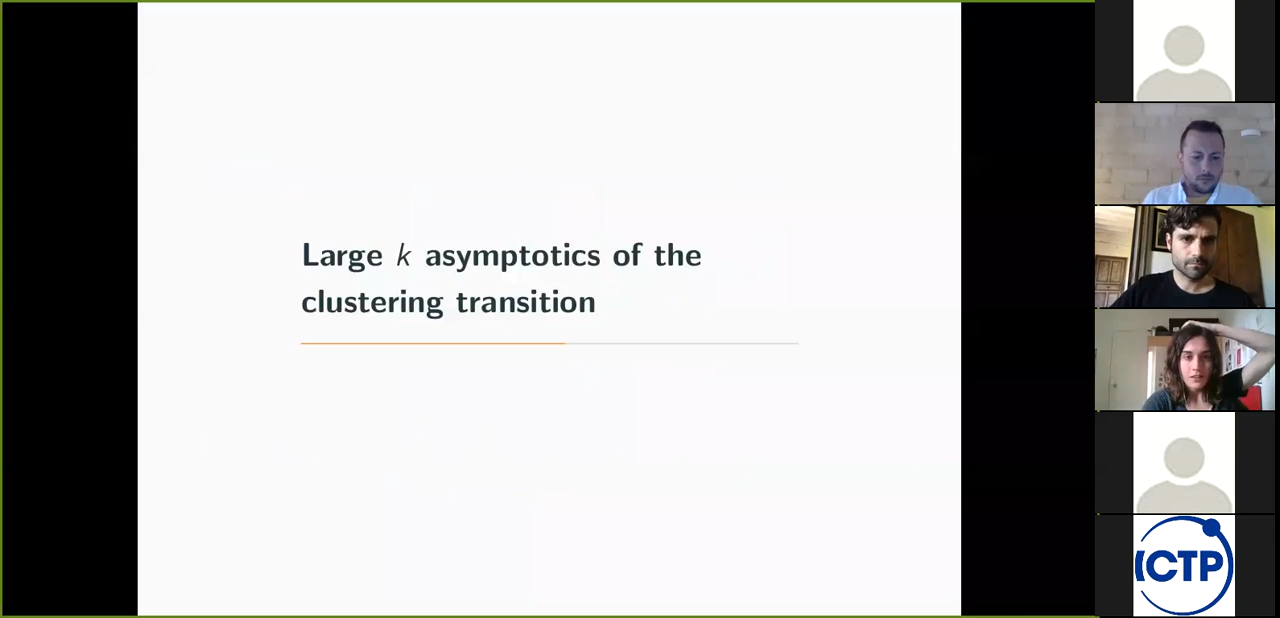 Large k asymptotics of the
clustering transition
ICTP